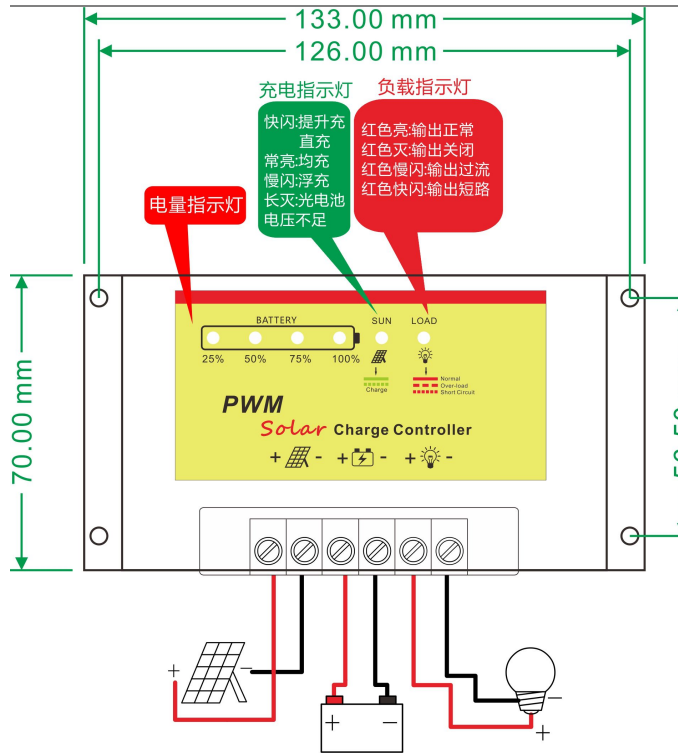 133.00 mm
126.00 mm
充电指示灯
负载指示灯
快闪:提升充
直充
常亮:均充
慢闪:浮充
长灭:光电池
电压不足
红色亮:输出正常
红色灭:输出关闭
红色慢闪:输出过流
红色快闪:输出短路
电量指示灯
70.00 mm
BATTERY
SUN
LOAD
25%
50%
75%
100%
Charge
Normal
Over-load
Short Circuit
PWM
Solar Charge Controller
+ -
+ -
+ -
+ -
+ -
- +